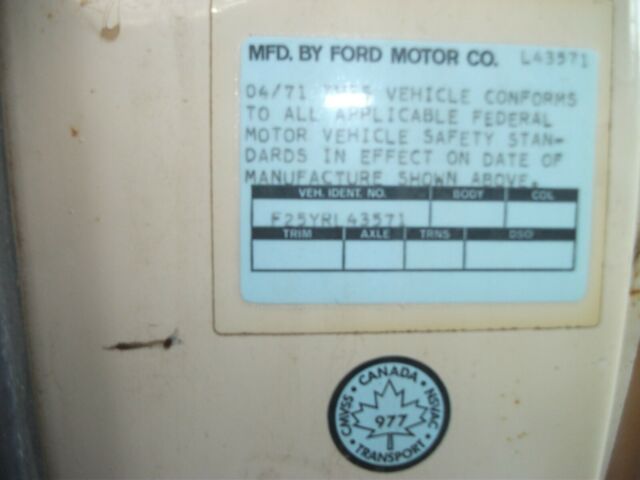 MFD. BY FORD MOTOR CO. L43571
04/71 THIS VEHICLE CONFORMS
TO ALL APPLICABLE FEDERAL
MOTOR VEHICLE SAFETY STAN-
DARDS IN EFFECT ON DATE OF
MANUFACTURE SHOWN ABOVE.
VEH. IDENT. NO. BODY COL
F25YRL43571
TRIM AXLE TRNS DSO
CANADA
CMVSS 977 NSVAC
TRANSPORT